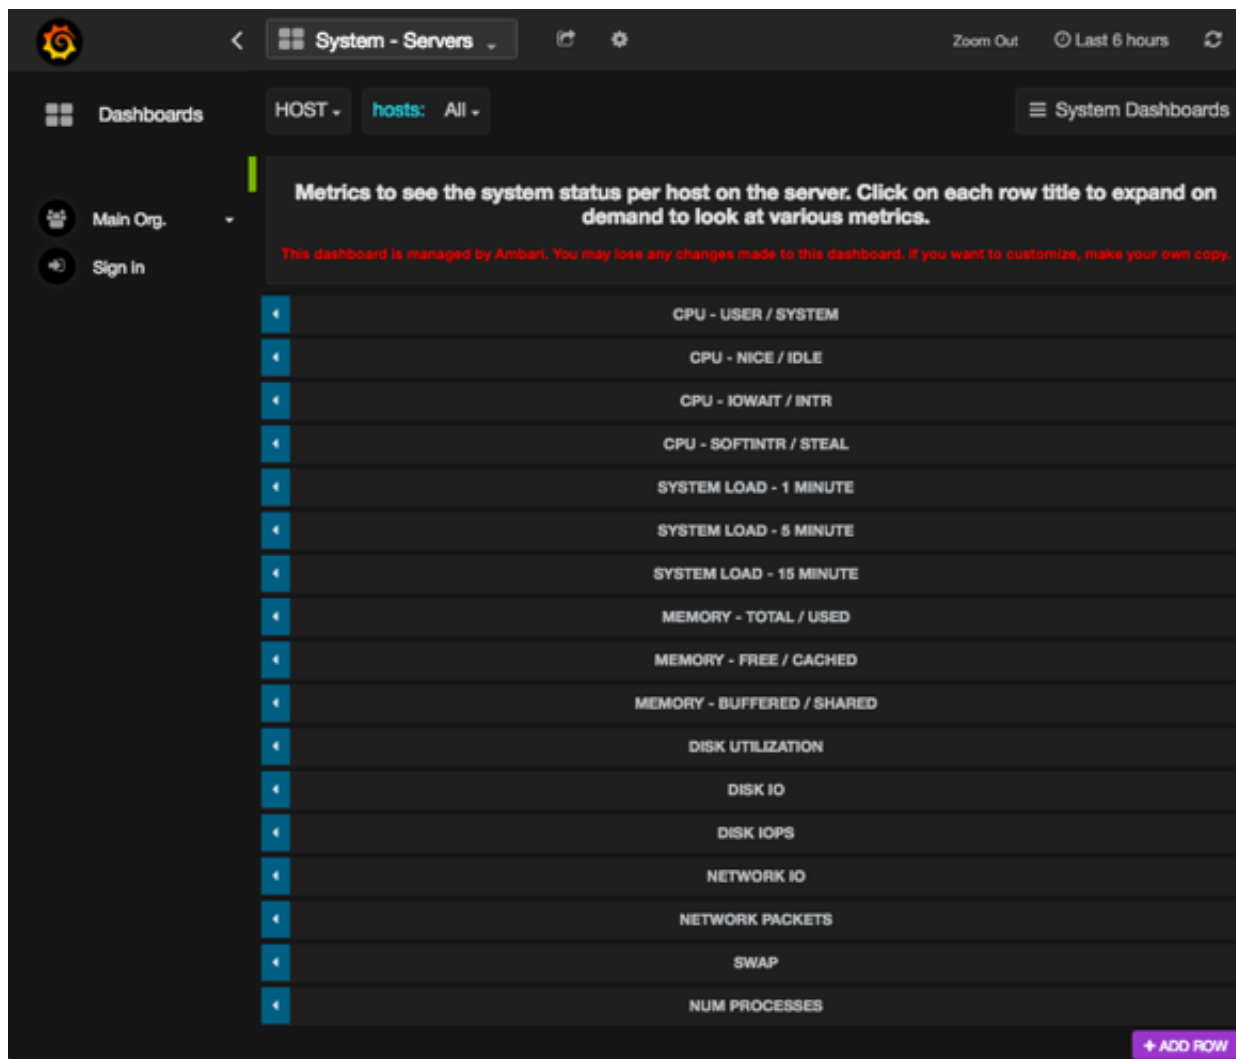 System - Servers
Zoom Out
Last 6 hours
Dashboards
HOST
hosts: All
System Dashboards
Main Org.
Sign In
Metrics to see the system status per host on the server. Click on each row title to expand on
demand to look at various metrics.
This dashboard is managed by Ambari. You may lose any changes made to this dashboard. If you want to customize, make your own copy.
CPU - USER / SYSTEM
CPU - NICE / IDLE
CPU - IOWAIT / INTR
CPU - SOFTINTR / STEAL
SYSTEM LOAD - 1 MINUTE
SYSTEM LOAD - 5 MINUTE
SYSTEM LOAD - 15 MINUTE
MEMORY - TOTAL / USED
MEMORY - FREE / CACHED
MEMORY - BUFFERED / SHARED
DISK UTILIZATION
DISK IO
DISK IOPS
NETWORK IO
NETWORK PACKETS
SWAP
NUM PROCESSES
+ ADD ROW